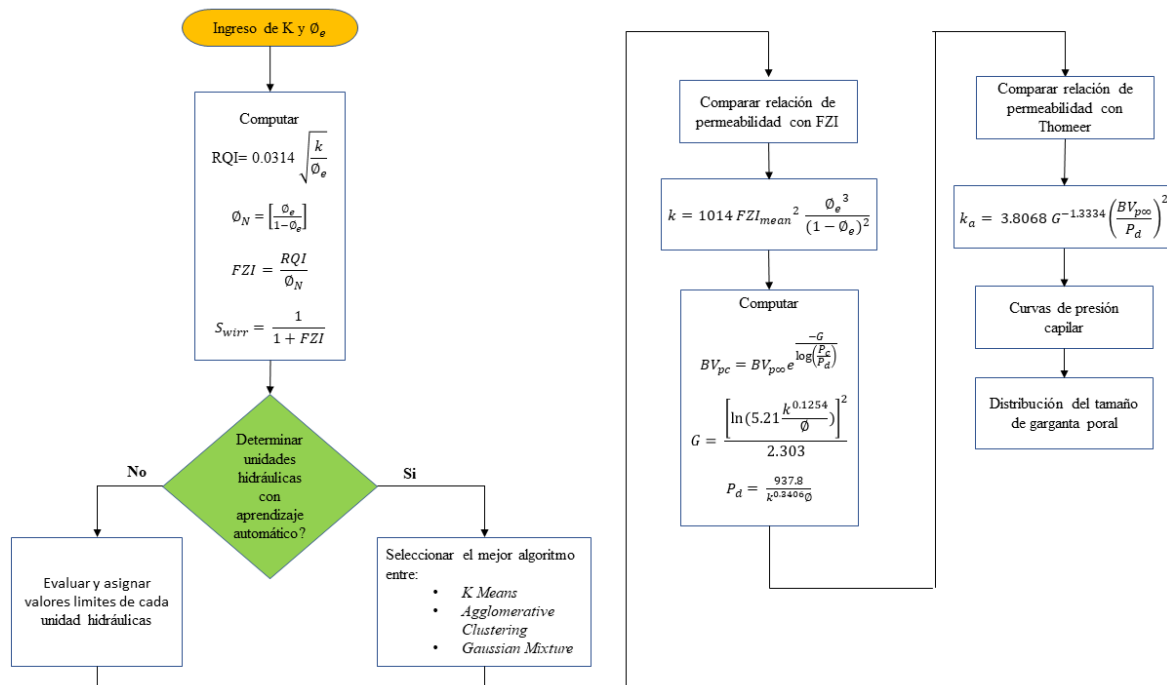 Ingreso de K y Ø_e
Computar
RQI= 0.0314 √(k/Ø_e)
Ø_N = [Ø_e/(1−Ø_e)]
FZI = RQI/Ø_N
S_wirr = 1/(1 + FZI)
Determinar
unidades
hidráulicas
con
aprendizaje
automático?
No
Si
Evaluar y asignar
valores limites de cada
unidad hidráulicas
Seleccionar el mejor algoritmo
entre:
• K Means
• Agglomerative
Clustering
• Gaussian Mixture
Comparar relación de
permeabilidad con FZI
k = 1014 FZI_mean² Ø_e³/(1 − Ø_e)²
Computar
BV_pc = BV_p∞ e^(−G/log(P_c/P_d))
G = [ln(5.21 k^0.1254/Ø)]²/2.303
P_d = 937.8/(k^0.3406 Ø)
Comparar relación de
permeabilidad con
Thomeer
k_a = 3.8068 G^−1.3334 (BV_p∞/P_d)²
Curvas de presión
capilar
Distribución del tamaño
de garganta poral